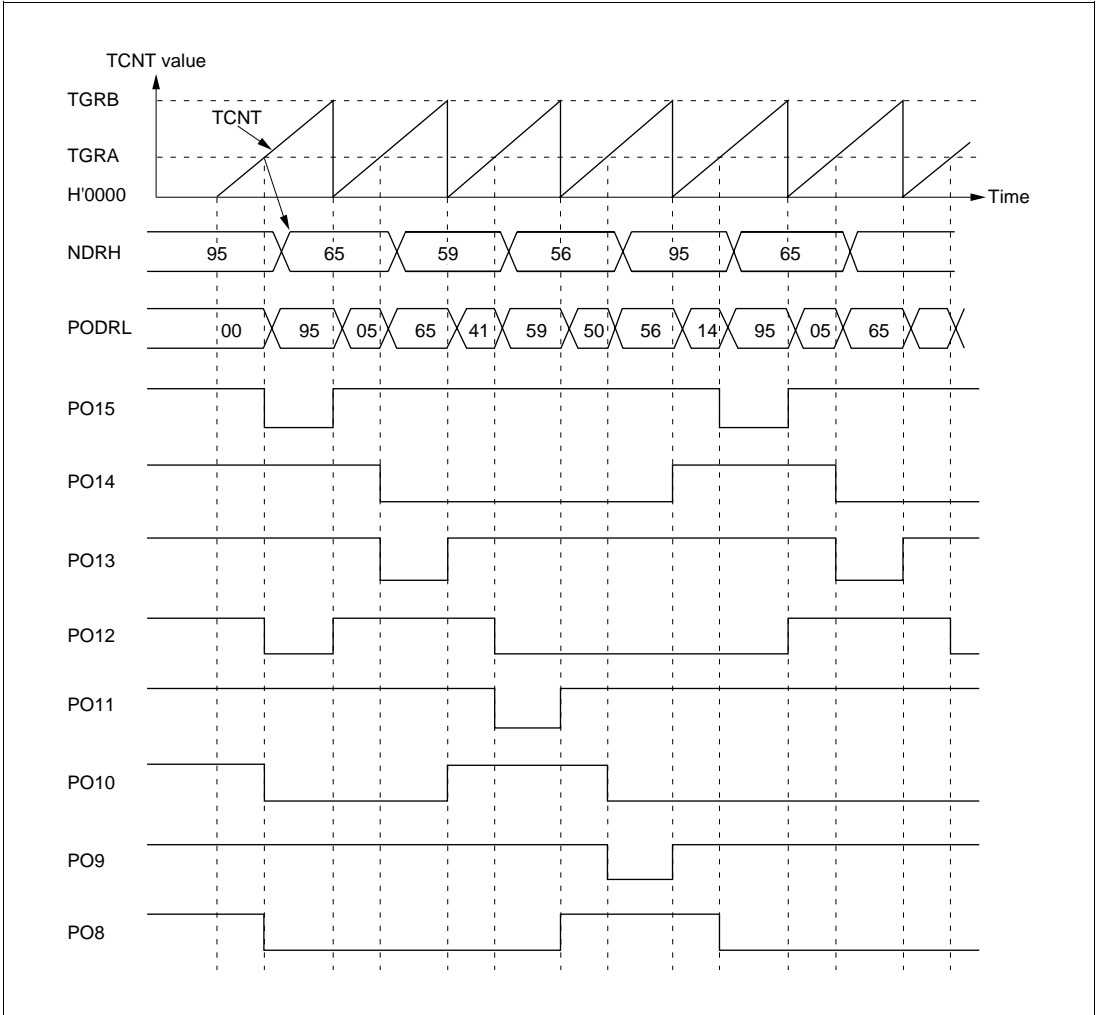 TCNT value
TGRB
TCNT
TGRA
H'0000
Time
NDRH 95 65 59 56 95 65
PODRL 00 95 05 65 41 59 50 56 14 95 05 65
PO15
PO14
PO13
PO12
PO11
PO10
PO9
PO8